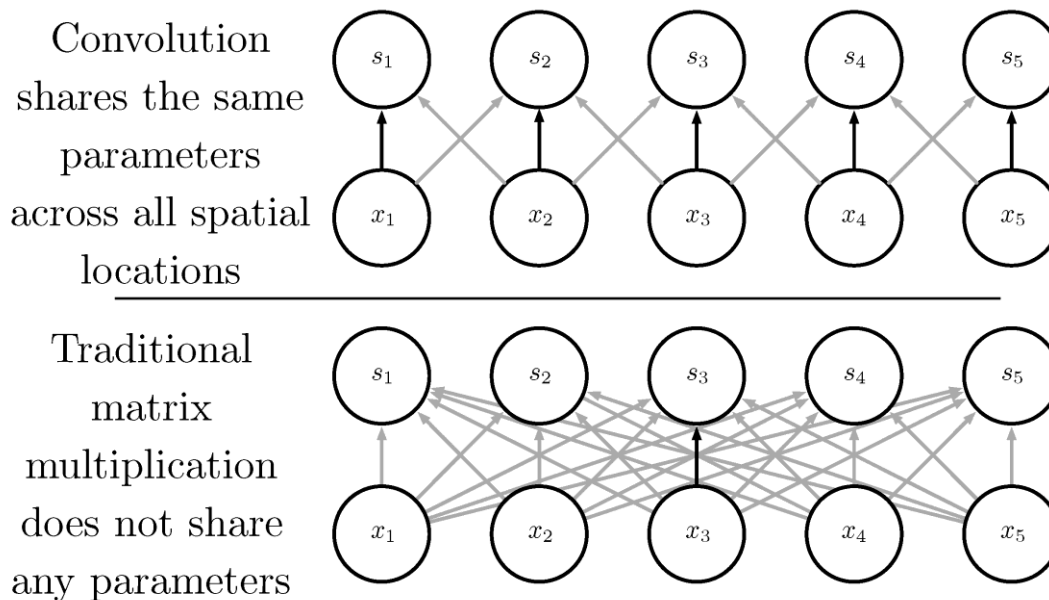 Convolution
shares the same
parameters
across all spatial
locations
s₁ s₂ s₃ s₄ s₅
x₁ x₂ x₃ x₄ x₅
Traditional
matrix
multiplication
does not share
any parameters
s₁ s₂ s₃ s₄ s₅
x₁ x₂ x₃ x₄ x₅